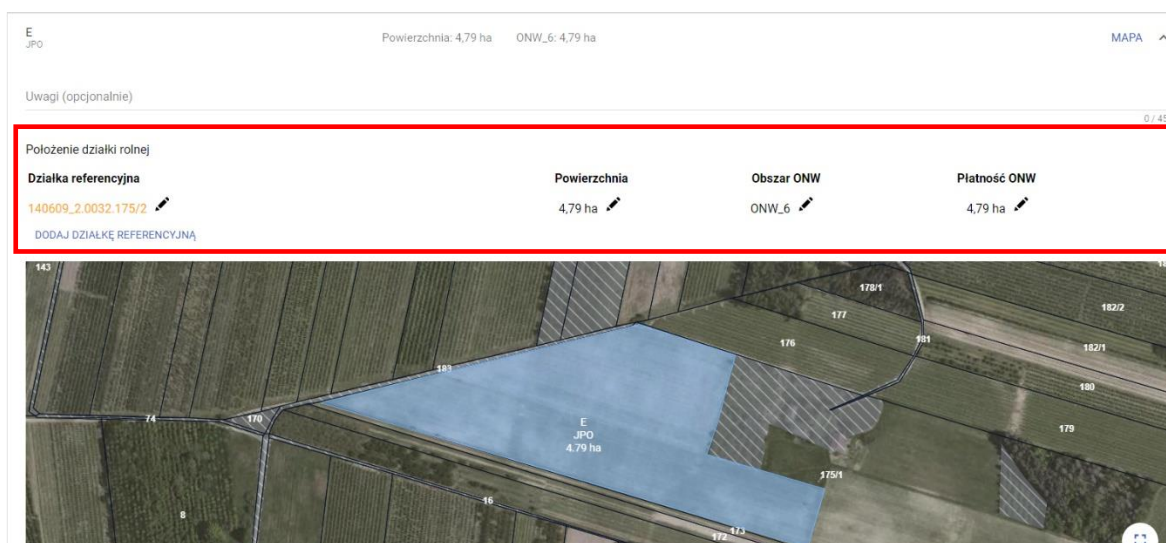 E
JPO
Powierzchnia: 4,79 ha ONW_6: 4,79 ha
MAPA
Uwagi (opcjonalnie)
0 / 45
Położenie działki rolnej
Działka referencyjna Powierzchnia Obszar ONW Płatność ONW
140609_2.0032.175/2 4,79 ha ONW_6 4,79 ha
DODAJ DZIAŁKĘ REFERENCYJNĄ
143
178/1
182/2
177
176
181
182/1
183
180
74
170
E
JPO
4.79 ha
179
175/1
16
8
173
172